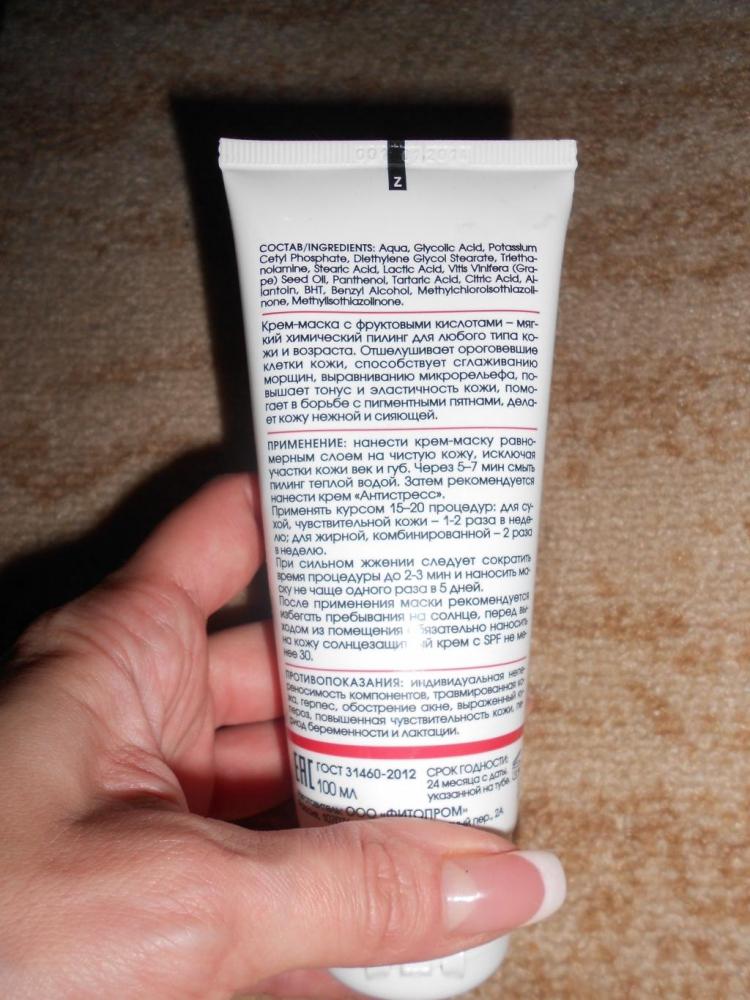 Z
СОСТАВ/INGREDIENTS: Aqua, Glycolic Acid, Potassium
Cetyl Phosphate, Diethylene Glycol Stearate, Trietha-
nolamine, Stearic Acid, Lactic Acid, Vitis Vinifera (Gra-
pe) Seed Oil, Panthenol, Tartaric Acid, Citric Acid, Al-
lantoin, BHT, Benzyl Alcohol, Methylchloroisothiazoli-
none, Methylisothiazolinone.
Крем-маска с фруктовыми кислотами – мяг-
кий химический пилинг для любого типа ко-
жи и возраста. Отшелушивает ороговевшие
клетки кожи, способствует сглаживанию
морщин, выравниванию микрорельефа, по-
вышает тонус и эластичность кожи, помо-
гает в борьбе с пигментными пятнами, дела-
ет кожу нежной и сияющей.
ПРИМЕНЕНИЕ: нанести крем-маску равно-
мерным слоем на чистую кожу, исключая
участки кожи век и губ. Через 5–7 мин смыть
пилинг теплой водой. Затем рекомендуется
нанести крем «Антистресс».
Применять курсом 15–20 процедур: для су-
хой, чувствительной кожи – 1-2 раза в неде-
лю; для жирной, комбинированной – 2 раза
в неделю.
При сильном жжении следует сократить
время процедуры до 2-3 мин и наносить ма-
ску не чаще одного раза в 5 дней.
После применения маски рекомендуется
избегать пребывания на солнце, перед вы-
ходом из помещения обязательно наносить
на кожу солнцезащитный крем с SPF не ме-
нее 30.
ПРОТИВОПОКАЗАНИЯ: индивидуальная непе-
реносимость компонентов, травмированная ко-
жа, герпес, обострение акне, выраженный ку-
пероз, повышенная чувствительность кожи, пе-
риод беременности и лактации.
EAC ГОСТ 31460-2012
100 МЛ
СРОК ГОДНОСТИ:
24 месяца с даты,
указанной на тубе.
ООО «ФИТОПРОМ»
пер., 2А